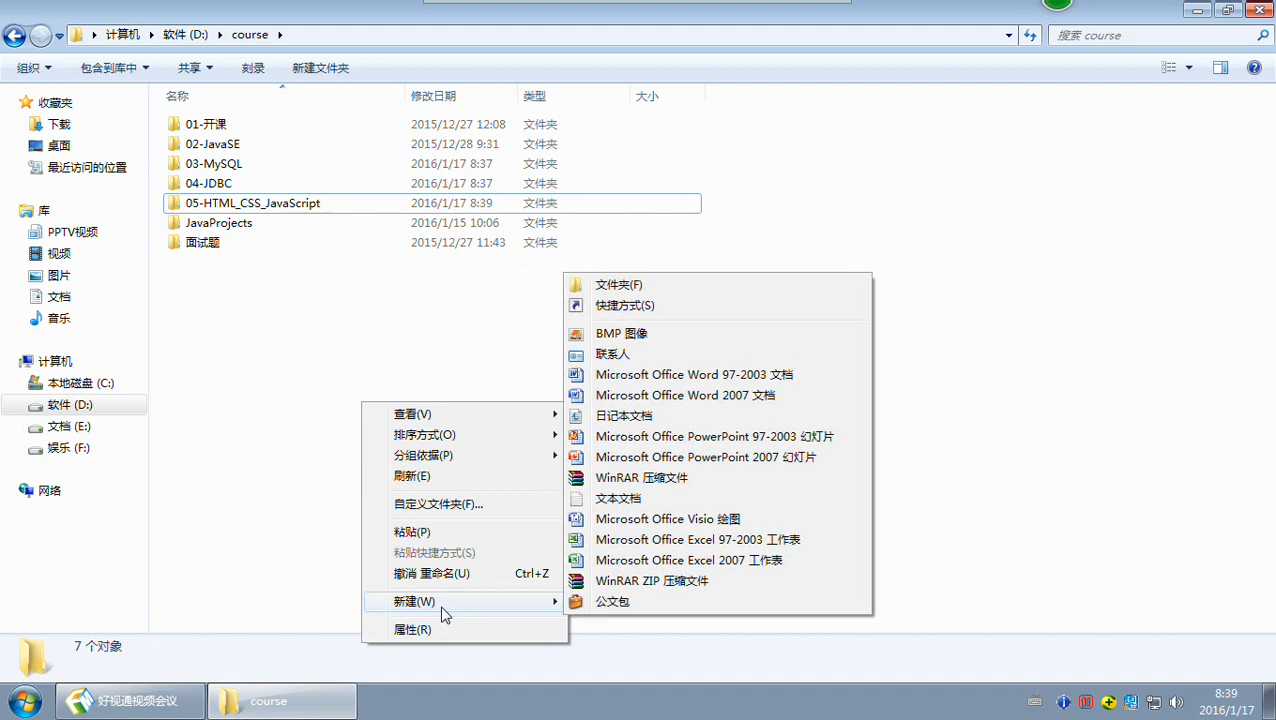 计算机 软件 (D:) course
搜索 course
组织 包含到库中 共享 刻录 新建文件夹
收藏夹
下载
桌面
最近访问的位置
库
PPTV视频
视频
图片
文档
音乐
计算机
本地磁盘 (C:)
软件 (D:)
文档 (E:)
娱乐 (F:)
网络
名称 修改日期 类型 大小
01-开课 2015/12/27 12:08 文件夹
02-JavaSE 2015/12/28 9:31 文件夹
03-MySQL 2016/1/17 8:37 文件夹
04-JDBC 2016/1/17 8:37 文件夹
05-HTML_CSS_JavaScript 2016/1/17 8:39 文件夹
JavaProjects 2016/1/15 10:06 文件夹
面试题 2015/12/27 11:43 文件夹
查看(V)
排序方式(O)
分组依据(P)
刷新(E)
自定义文件夹(F)...
粘贴(P)
粘贴快捷方式(S)
撤消 重命名(U) Ctrl+Z
新建(W)
属性(R)
文件夹(F)
快捷方式(S)
BMP 图像
联系人
Microsoft Office Word 97-2003 文档
Microsoft Office Word 2007 文档
日记本文档
Microsoft Office PowerPoint 97-2003 幻灯片
Microsoft Office PowerPoint 2007 幻灯片
WinRAR 压缩文件
文本文档
Microsoft Office Visio 绘图
Microsoft Office Excel 97-2003 工作表
Microsoft Office Excel 2007 工作表
WinRAR ZIP 压缩文件
公文包
7 个对象
好视通视频会议
course
8:39
2016/1/17